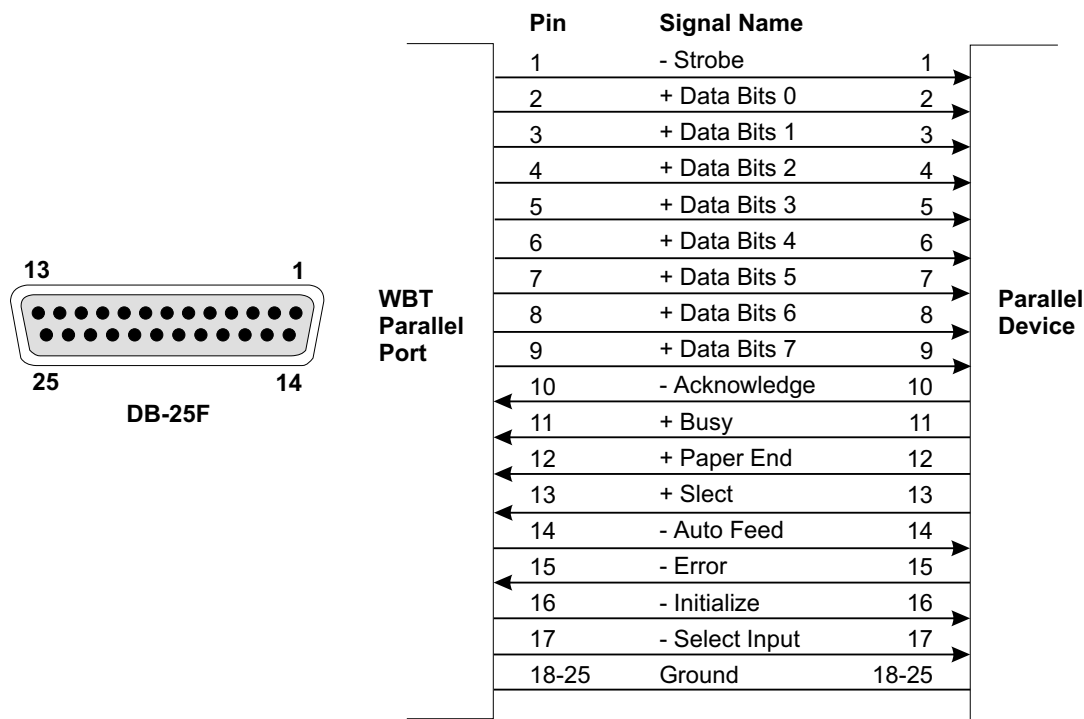 Pin Signal Name
1 - Strobe 1
2 + Data Bits 0 2
3 + Data Bits 1 3
4 + Data Bits 2 4
5 + Data Bits 3 5
6 + Data Bits 4 6
7 + Data Bits 5 7
8 + Data Bits 6 8
9 + Data Bits 7 9
10 - Acknowledge 10
11 + Busy 11
12 + Paper End 12
13 + Slect 13
14 - Auto Feed 14
15 - Error 15
16 - Initialize 16
17 - Select Input 17
18-25 Ground 18-25
13 1
25 14
DB-25F
WBT
Parallel
Port
Parallel
Device